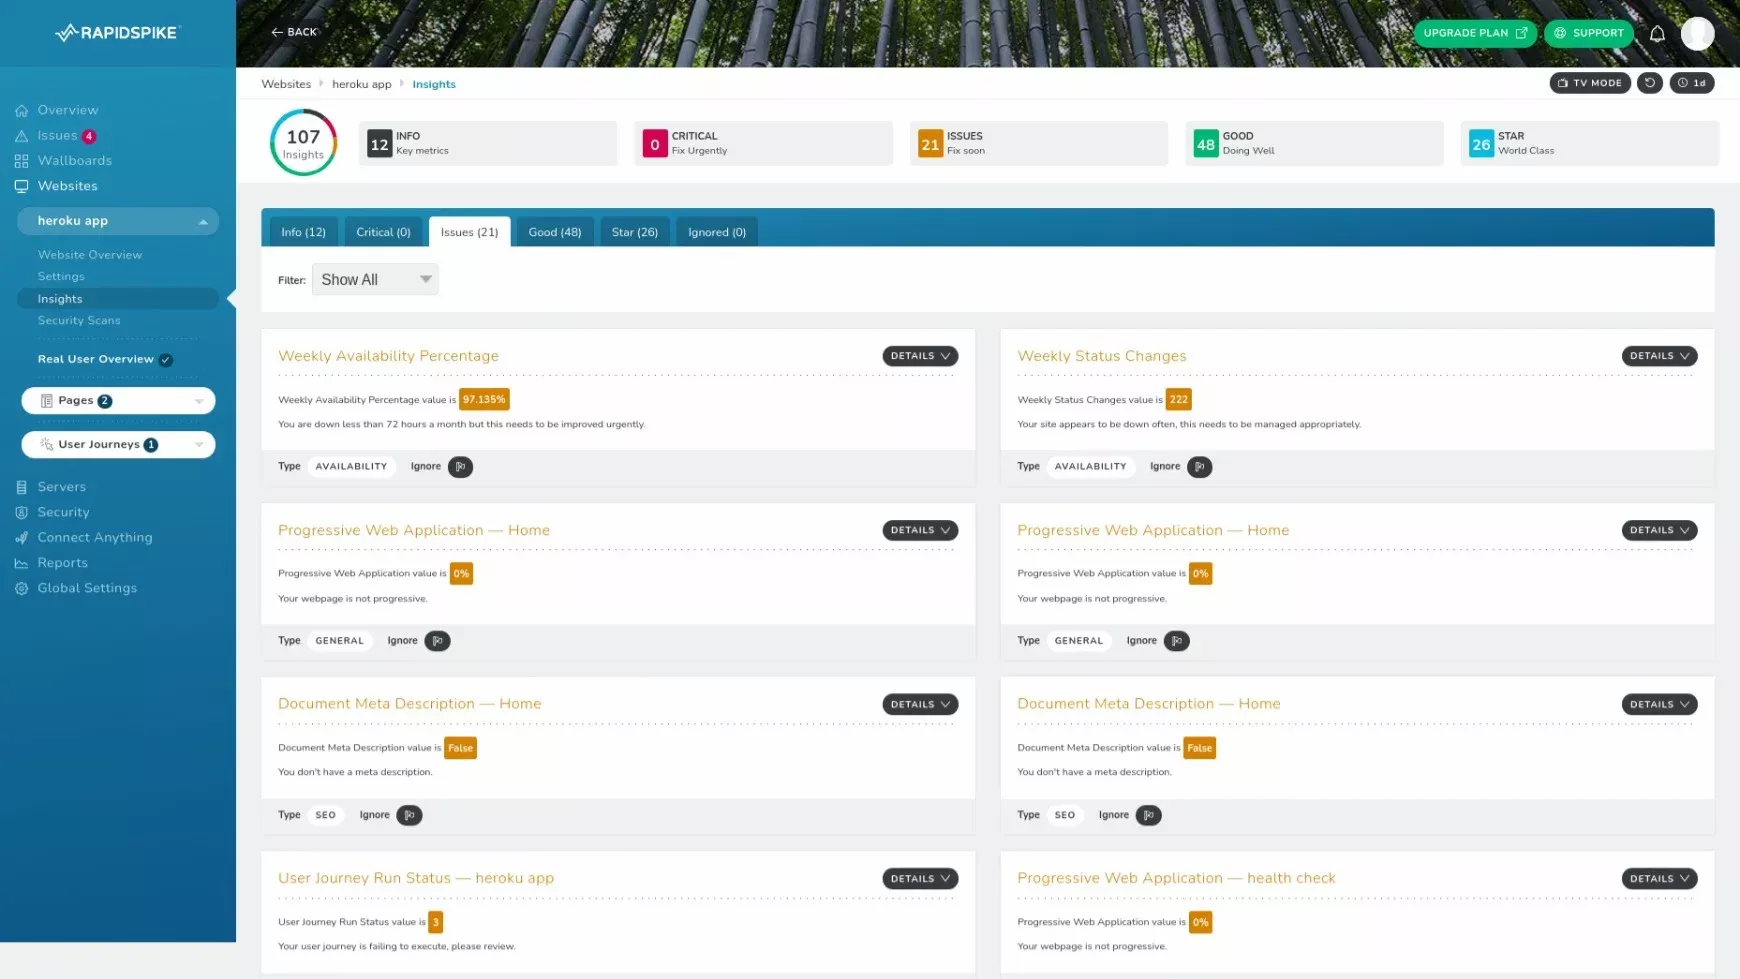 RAPIDSPIKE
BACK
UPGRADE PLAN
SUPPORT
Websites heroku app Insights
TV MODE
1d
Overview
Issues 4
Wallboards
Websites
heroku app
Website Overview
Settings
Insights
Security Scans
Real User Overview
Pages 2
User Journeys 1
Servers
Security
Connect Anything
Reports
Global Settings
107
Insights
12 INFO
Key metrics
0 CRITICAL
Fix Urgently
21 ISSUES
Fix soon
48 GOOD
Doing Well
26 STAR
World Class
Info (12) Critical (0) Issues (21) Good (48) Star (26) Ignored (0)
Filter: Show All
Weekly Availability Percentage DETAILS
Weekly Availability Percentage value is 97.135%
You are down less than 72 hours a month but this needs to be improved urgently.
Type AVAILABILITY Ignore
Weekly Status Changes DETAILS
Weekly Status Changes value is 222
Your site appears to be down often, this needs to be managed appropriately.
Type AVAILABILITY Ignore
Progressive Web Application — Home DETAILS
Progressive Web Application value is 0%
Your webpage is not progressive.
Type GENERAL Ignore
Progressive Web Application — Home DETAILS
Progressive Web Application value is 0%
Your webpage is not progressive.
Type GENERAL Ignore
Document Meta Description — Home DETAILS
Document Meta Description value is False
You don't have a meta description.
Type SEO Ignore
Document Meta Description — Home DETAILS
Document Meta Description value is False
You don't have a meta description.
Type SEO Ignore
User Journey Run Status — heroku app DETAILS
User Journey Run Status value is 3
Your user journey is failing to execute, please review.
Progressive Web Application — health check DETAILS
Progressive Web Application value is 0%
Your webpage is not progressive.